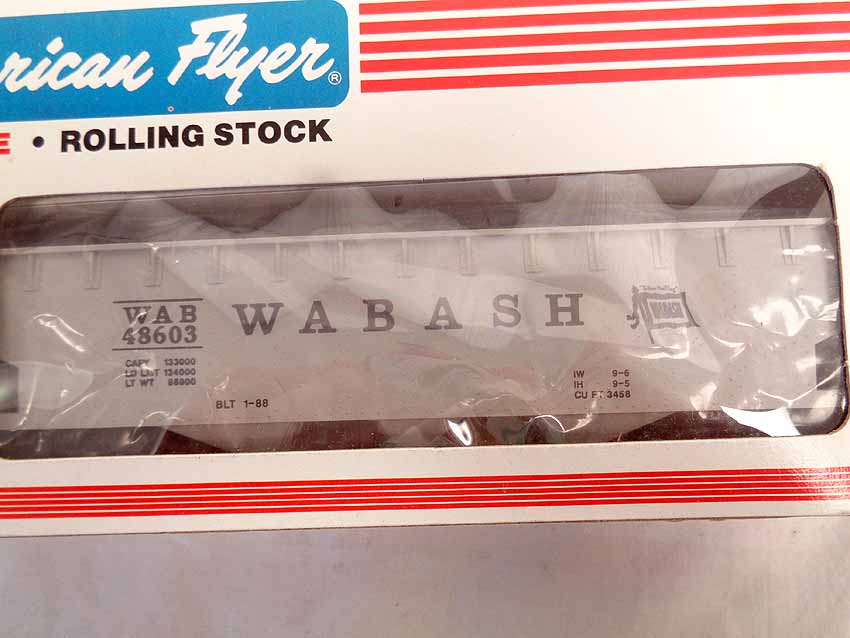 rican Flyer®
E • ROLLING STOCK
WAB
48603
WABASH
WABASH
CAPY 133000
LD LMT 134000
LT WT
BLT 1-88
IW 9-6
IH 9-5
CU FT 3458